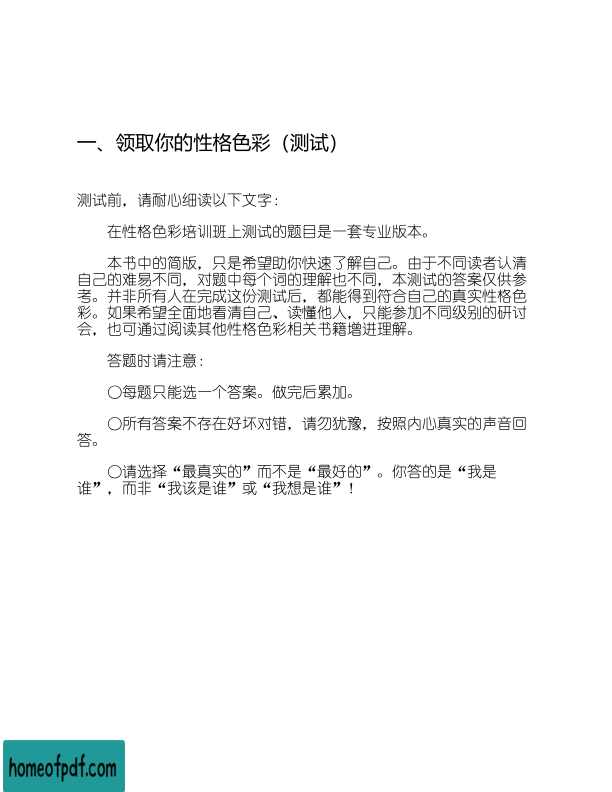 一、领取你的性格色彩（测试）
测试前，请耐心细读以下文字：
在性格色彩培训班上测试的题目是一套专业版本。
本书中的简版，只是希望助你快速了解自己。由于不同读者认清
自己的难易不同，对题中每个词的理解也不同，本测试的答案仅供参
考。并非所有人在完成这份测试后，都能得到符合自己的真实性格色
彩。如果希望全面地看清自己、读懂他人，只能参加不同级别的研讨
会，也可通过阅读其他性格色彩相关书籍增进理解。
答题时请注意：
〇每题只能选一个答案。做完后累加。
〇所有答案不存在好坏对错，请勿犹豫，按照内心真实的声音回
答。
〇请选择“最真实的”而不是“最好的”。你答的是“我是
谁”，而非“我该是谁”或“我想是谁”!
homeofpdf.com